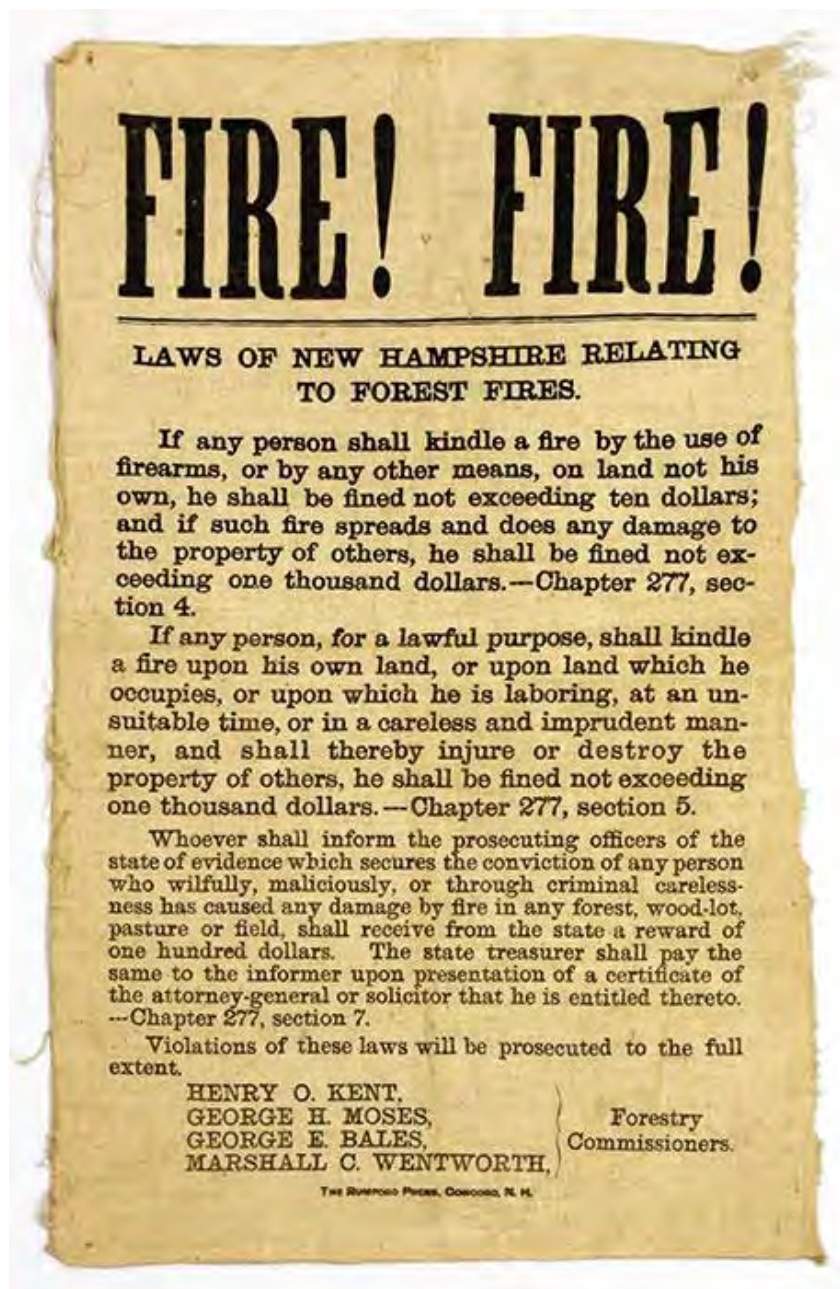 FIRE! FIRE!
LAWS OF NEW HAMPSHIRE RELATING
TO FOREST FIRES.
If any person shall kindle a fire by the use of
firearms, or by any other means, on land not his
own, he shall be fined not exceeding ten dollars;
and if such fire spreads and does any damage to
the property of others, he shall be fined not ex-
ceeding one thousand dollars.—Chapter 277, sec-
tion 4.
If any person, for a lawful purpose, shall kindle
a fire upon his own land, or upon land which he
occupies, or upon which he is laboring, at an un-
suitable time, or in a careless and imprudent man-
ner, and shall thereby injure or destroy the
property of others, he shall be fined not exceeding
one thousand dollars.—Chapter 277, section 5.
Whoever shall inform the prosecuting officers of the
state of evidence which secures the conviction of any person
who wilfully, maliciously, or through criminal careless-
ness has caused any damage by fire in any forest, wood-lot,
pasture or field, shall receive from the state a reward of
one hundred dollars. The state treasurer shall pay the
same to the informer upon presentation of a certificate of
the attorney-general or solicitor that he is entitled thereto.
—Chapter 277, section 7.
Violations of these laws will be prosecuted to the full
extent.
HENRY O. KENT,
GEORGE H. MOSES,
GEORGE E. BALES,
MARSHALL C. WENTWORTH,
Forestry
Commissioners.
THE RUMFORD PRESS, CONCORD, N. H.